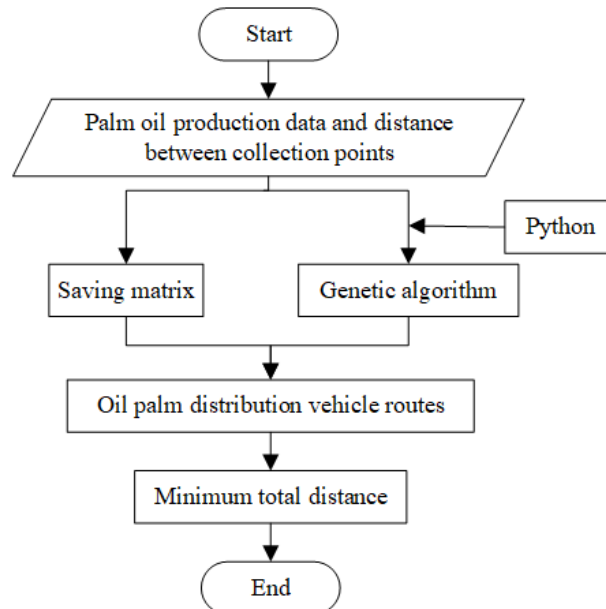 Start
Palm oil production data and distance
between collection points
Python
Saving matrix
Genetic algorithm
Oil palm distribution vehicle routes
Minimum total distance
End